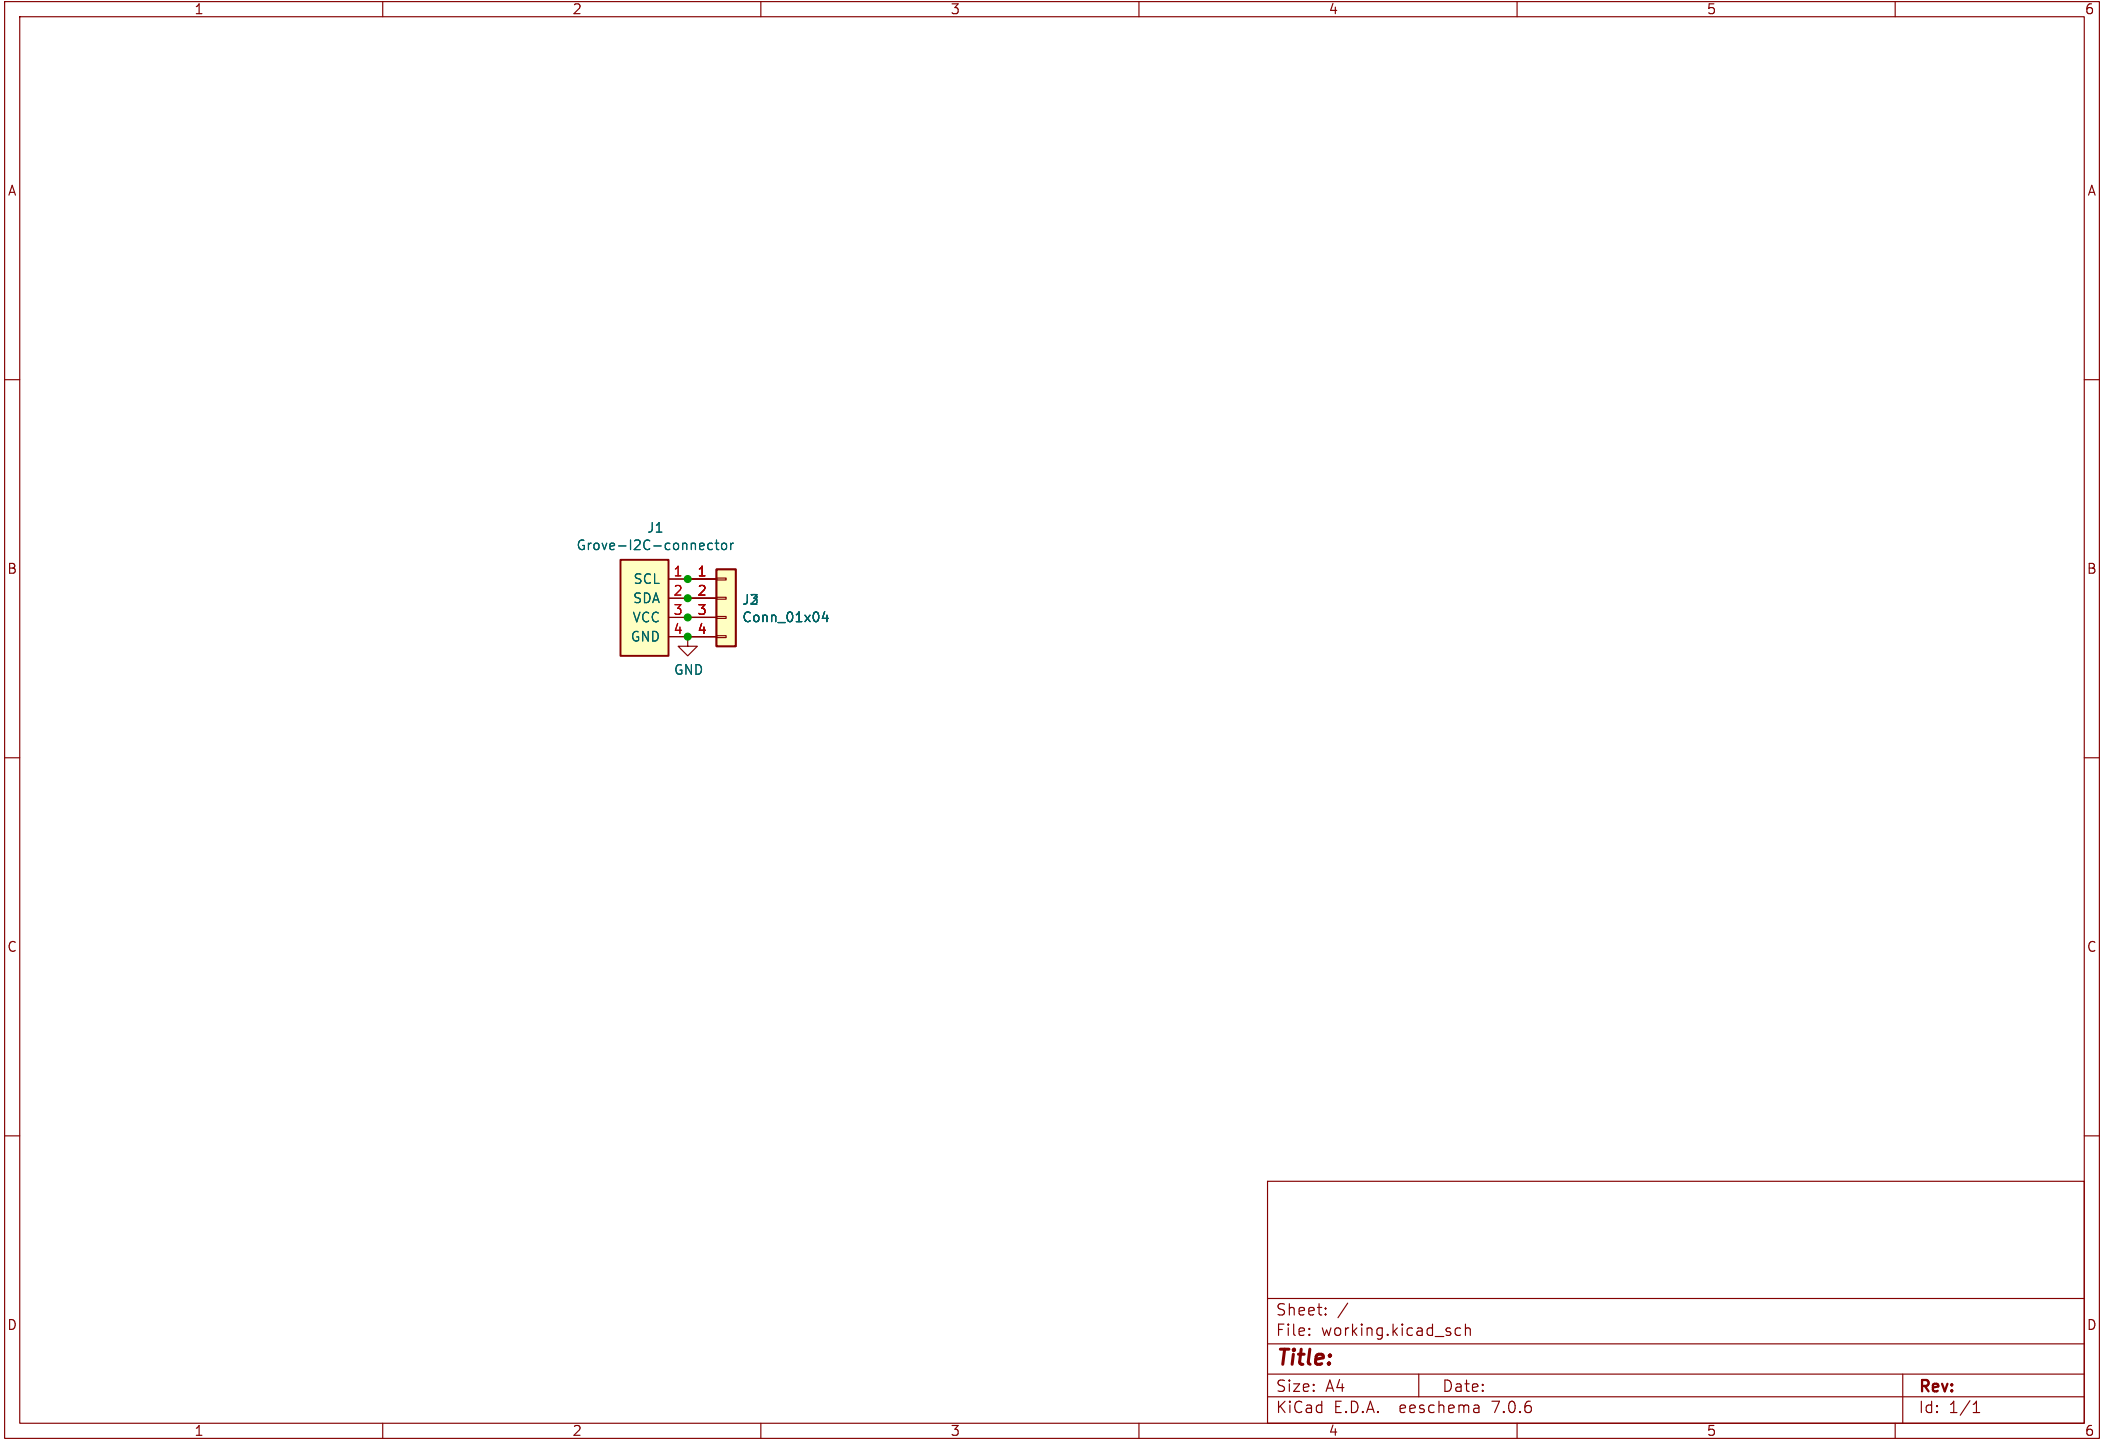 1 2 3 4 5 6
A A
J1
Grove-I2C-connector
B B
SCL 1 1
SDA 2 2
VCC 3 3
Conn_01x04
GND 4 4
GND
C C
Sheet: /
File: working.kicad_sch
D D
Title:
Size: A4 Date: Rev:
KiCad E.D.A. eeschema 7.0.6 Id: 1/1
1 2 3 4 5 6